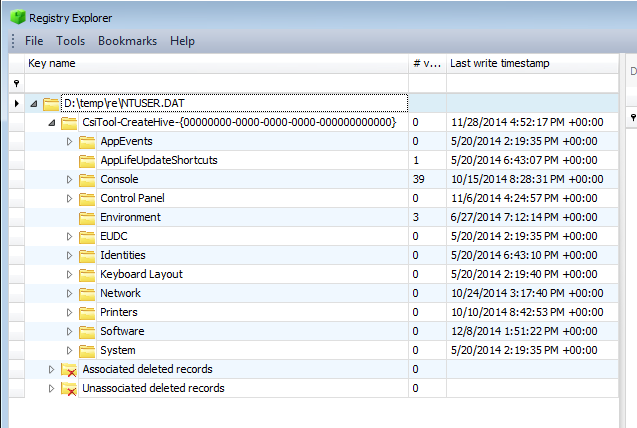 Registry Explorer
File Tools Bookmarks Help
Key name # v... Last write timestamp
D:\temp\re\NTUSER.DAT 0
CsiTool-CreateHive-{00000000-0000-0000-0000-000000000000} 0 11/28/2014 4:52:17 PM +00:00
AppEvents 0 5/20/2014 2:19:35 PM +00:00
AppLifeUpdateShortcuts 1 5/20/2014 6:43:07 PM +00:00
Console 39 10/15/2014 8:28:31 PM +00:00
Control Panel 0 11/6/2014 4:24:57 PM +00:00
Environment 3 6/27/2014 7:12:14 PM +00:00
EUDC 0 5/20/2014 2:19:35 PM +00:00
Identities 0 5/20/2014 6:43:10 PM +00:00
Keyboard Layout 0 5/20/2014 2:19:40 PM +00:00
Network 0 10/24/2014 3:17:40 PM +00:00
Printers 0 10/10/2014 8:42:53 PM +00:00
Software 0 12/8/2014 1:51:22 PM +00:00
System 0 5/20/2014 2:19:35 PM +00:00
Associated deleted records 0
Unassociated deleted records 0